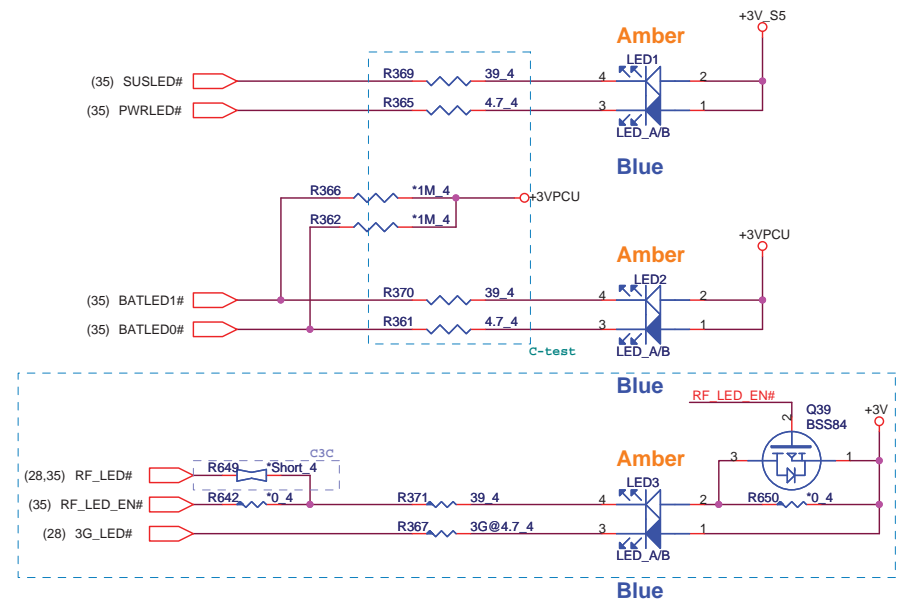 +3V_S5
Amber
LED1
(35) SUSLED# R369 39_4 4 2
(35) PWRLED# R365 4.7_4 3 1
LED_A/B
Blue
R366 *1M_4
+3VPCU
R362 *1M_4
+3VPCU
Amber
LED2
(35) BATLED1# R370 39_4 4 2
(35) BATLED0# R361 4.7_4 3 1
C-test
LED_A/B
Blue
RF_LED_EN#
Q39
+3V
BSS84
2
C3C
Amber
3 1
(28,35) RF_LED# R649 *Short_4
LED3
(35) RF_LED_EN# R642 *0_4 R371 39_4 4 2 R650 *0_4
(28) 3G_LED# R367 3G@4.7_4 3 1
LED_A/B
Blue